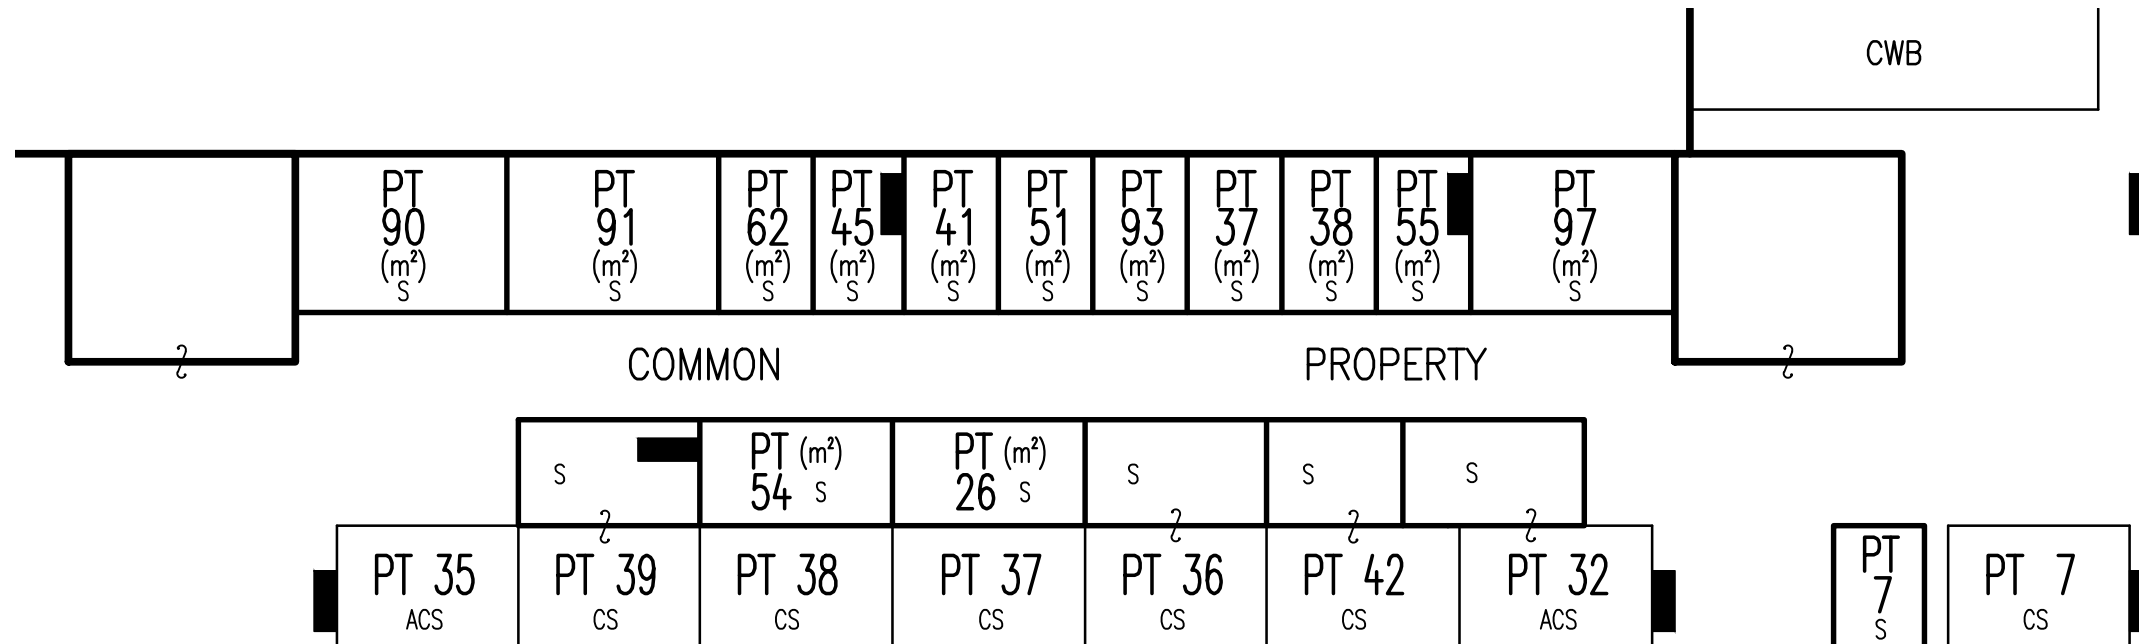 CWB
PT
90
(m²)
S
PT
91
(m²)
S
PT
62
(m²)
S
PT
45
(m²)
S
PT
41
(m²)
S
PT
51
(m²)
S
PT
93
(m²)
S
PT
37
(m²)
S
PT
38
(m²)
S
PT
55
(m²)
S
PT
97
(m²)
S
COMMON PROPERTY
S
PT (m²)
54 S
PT (m²)
26 S
S
S
S
PT 35
ACS
PT 39
CS
PT 38
CS
PT 37
CS
PT 36
CS
PT 42
CS
PT 32
ACS
PT
7
S
PT 7
CS